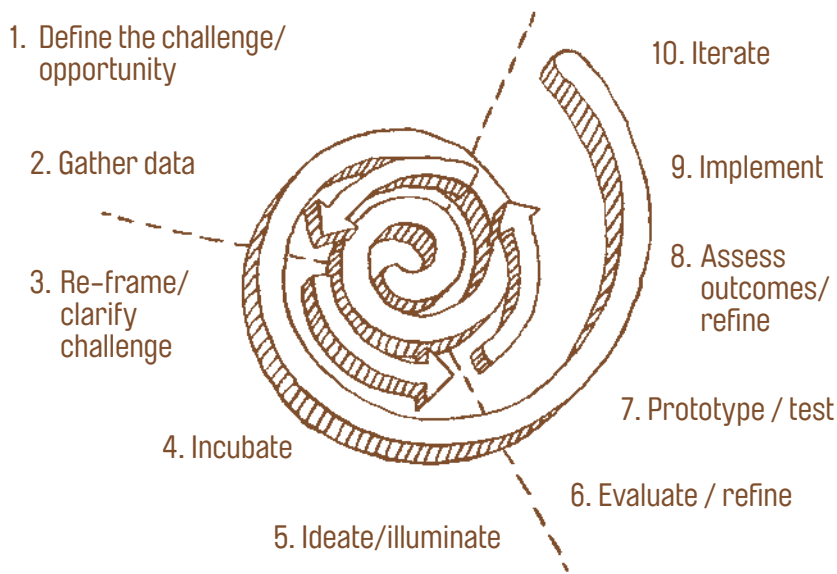 1. Define the challenge/
opportunity
2. Gather data
3. Re-frame/
clarify
challenge
4. Incubate
5. Ideate/illuminate
6. Evaluate / refine
7. Prototype / test
8. Assess
outcomes/
refine
9. Implement
10. Iterate